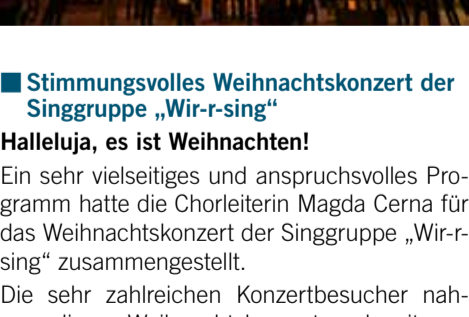 Stimmungsvolles Weihnachtskonzert der
Singgruppe „Wir-r-sing“
Halleluja, es ist Weihnachten!
Ein sehr vielseitiges und anspruchsvolles Pro-
gramm hatte die Chorleiterin Magda Cerna für
das Weihnachtskonzert der Singgruppe „Wir-r-
sing“ zusammengestellt.
Die sehr zahlreichen Konzertbesucher nah-